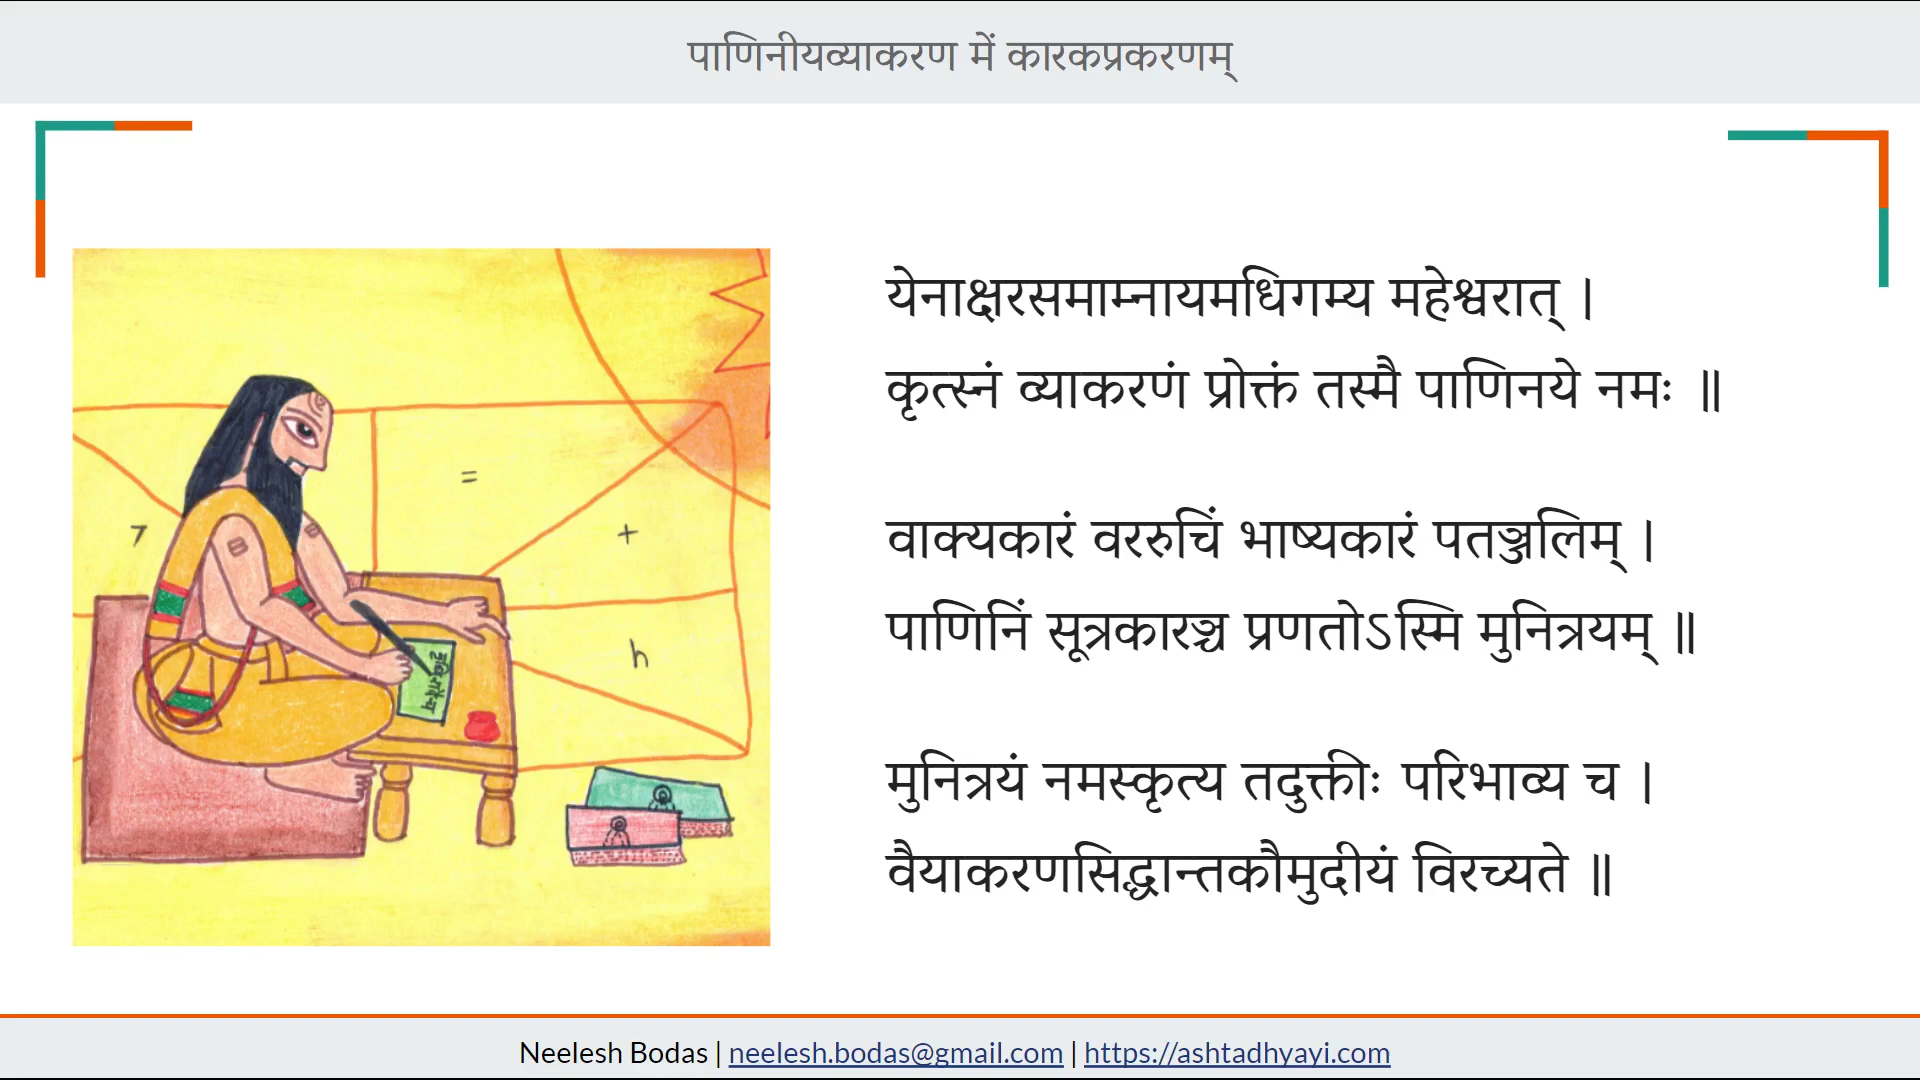 पाणिनीयव्याकरण में कारकप्रकरणम्
येनाक्षरसमाम्नायमधिगम्य महेश्वरात् ।
कृत्स्नं व्याकरणं प्रोक्तं तस्मै पाणिनये नमः ॥
वाक्यकारं वररुचिं भाष्यकारं पतञ्जलिम् ।
पाणिनिं सूत्रकारञ्च प्रणतोऽस्मि मुनित्रयम् ॥
मुनित्रयं नमस्कृत्य तदुक्तीः परिभाव्य च ।
वैयाकरणसिद्धान्तकौमुदीयं विरच्यते ॥
=
+
h
Neelesh Bodas | neelesh.bodas@gmail.com | https://ashtadhyayi.com